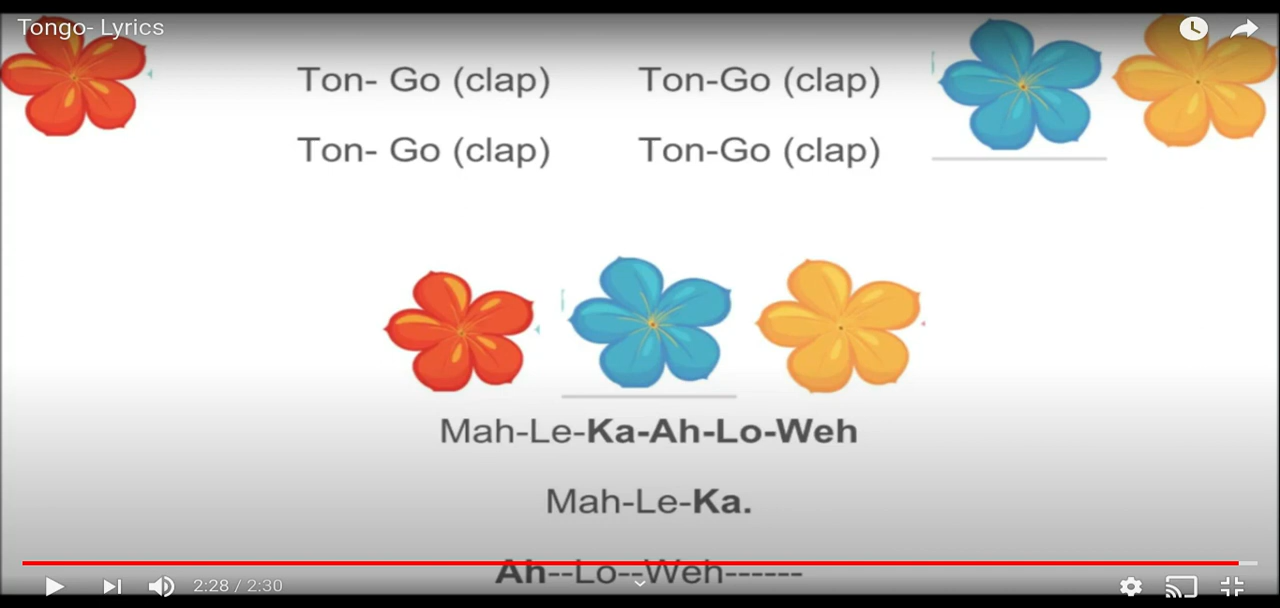 Tongo- Lyrics
Ton- Go (clap) Ton-Go (clap)
Ton- Go (clap) Ton-Go (clap)
Mah-Le-Ka-Ah-Lo-Weh
Mah-Le-Ka.
Ah--Lo--Weh------
2:28 / 2:30